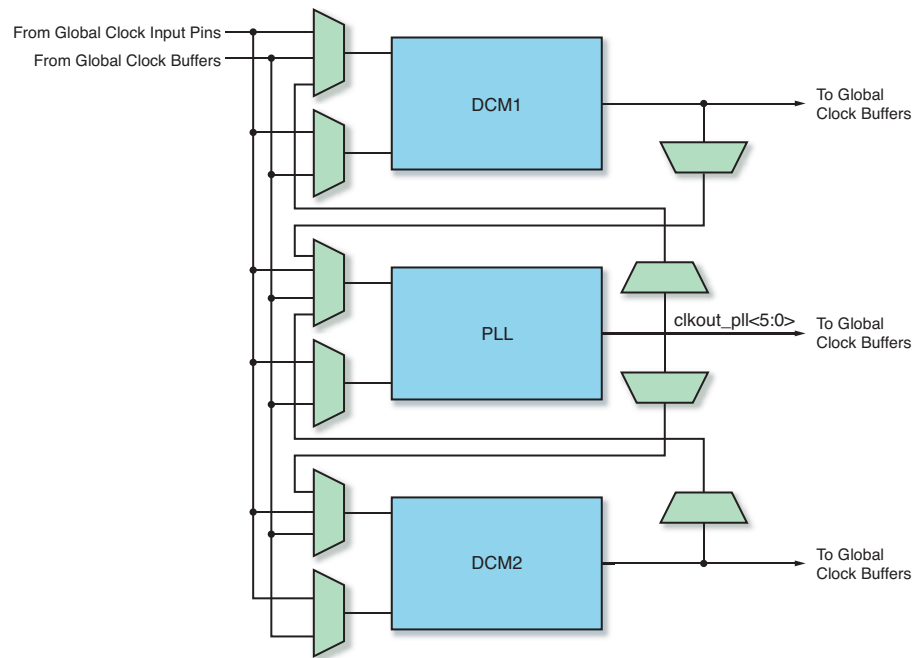 From Global Clock Input Pins
From Global Clock Buffers
DCM1
To Global
Clock Buffers
PLL
clkout_pll<5:0>
To Global
Clock Buffers
DCM2
To Global
Clock Buffers